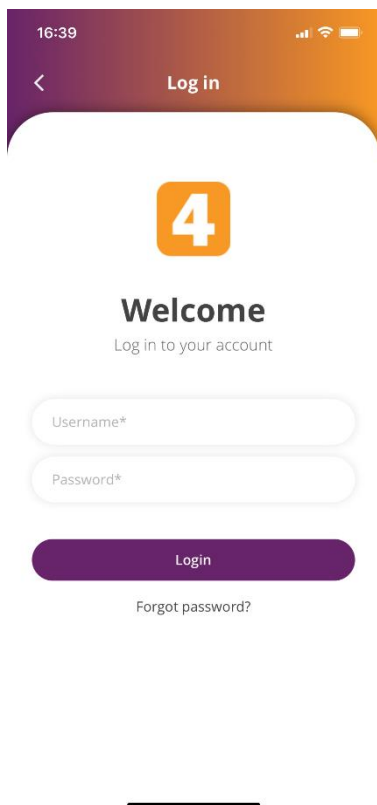 16:39
Log in
4
Welcome
Log in to your account
Username*
Password*
Login
Forgot password?